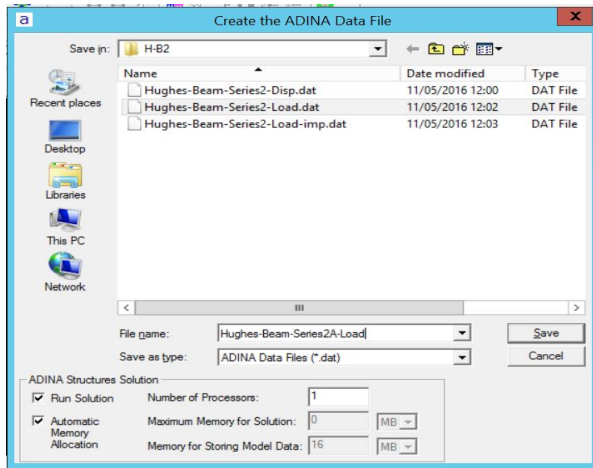 a Create the ADINA Data File X
Save in: H-B2
Name Date modified Type
Hughes-Beam-Series2-Disp.dat 11/05/2016 12:00 DAT File
Hughes-Beam-Series2-Load.dat 11/05/2016 12:02 DAT File
Hughes-Beam-Series2-Load-imp.dat 11/05/2016 12:03 DAT File
Recent places
Desktop
Libraries
This PC
Network
File name: Hughes-Beam-Series2A-Load
Save
Save as type: ADINA Data Files (*.dat)
Cancel
ADINA Structures Solution
Run Solution Number of Processors: 1
Automatic Memory Allocation Maximum Memory for Solution: 0 MB
Memory for Storing Model Data: 16 MB